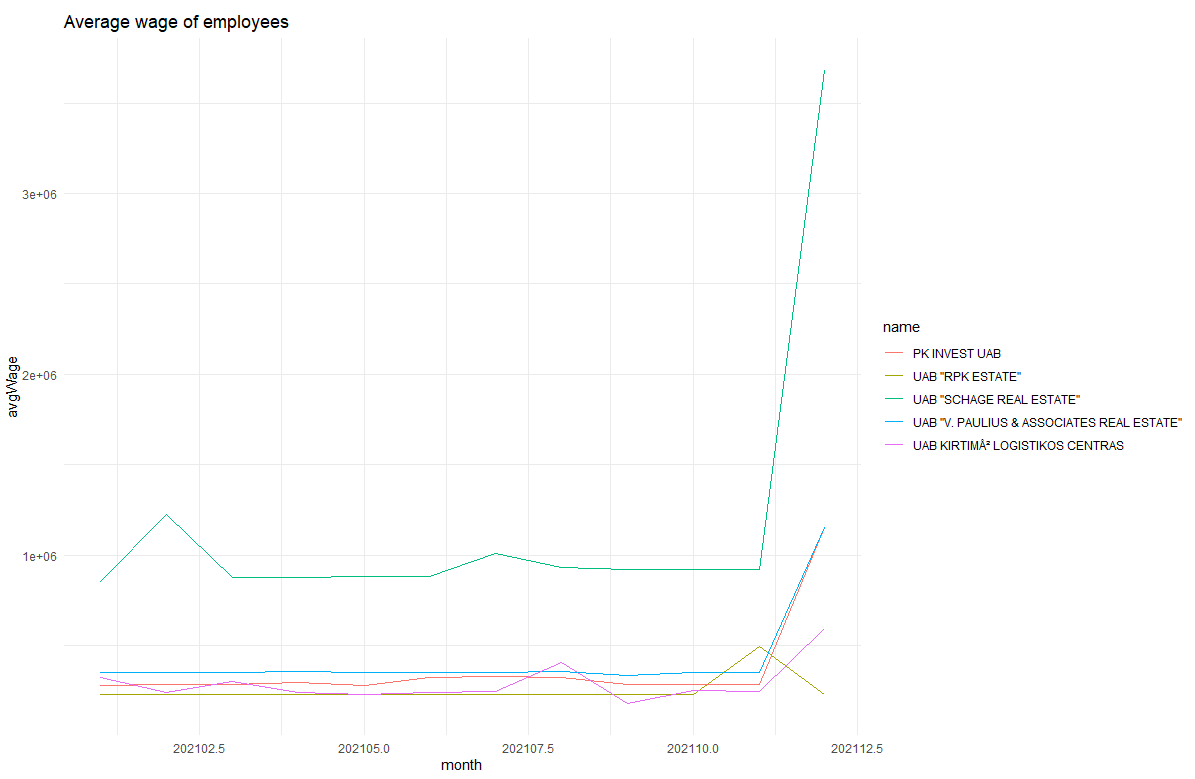 Average wage of employees
avgWage
3e+06
2e+06
1e+06
202102.5
202105.0
202107.5
202110.0
202112.5
month
name
PK INVEST UAB
UAB "RPK ESTATE"
UAB "SCHAGE REAL ESTATE"
UAB "V. PAULIUS & ASSOCIATES REAL ESTATE"
UAB KIRTIMÂ² LOGISTIKOS CENTRAS